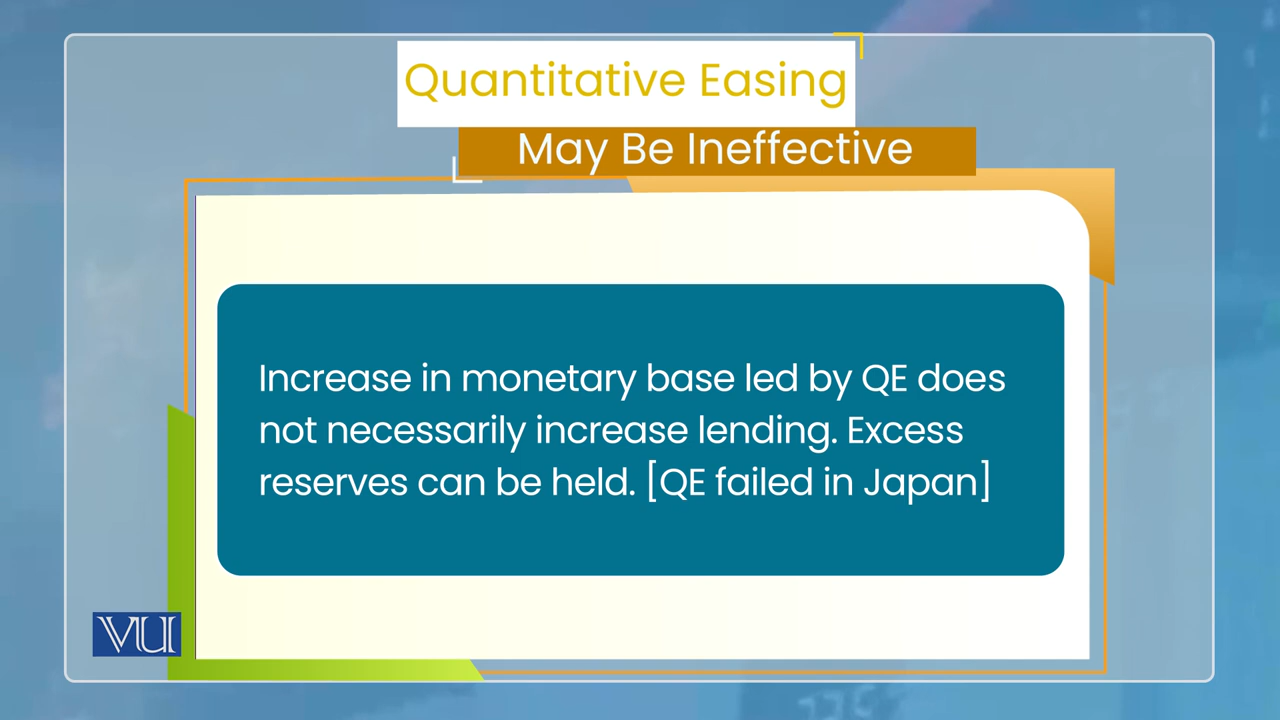 Quantitative Easing
May Be Ineffective
Increase in monetary base led by QE does
not necessarily increase lending. Excess
reserves can be held. [QE failed in Japan]
VU